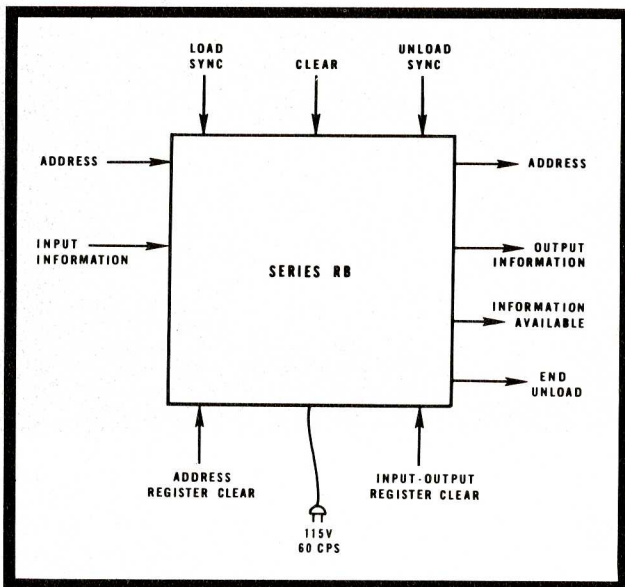 LOAD
SYNC
CLEAR
UNLOAD
SYNC
ADDRESS
ADDRESS
INPUT
INFORMATION
SERIES RB
OUTPUT
INFORMATION
INFORMATION
AVAILABLE
END
UNLOAD
ADDRESS
REGISTER CLEAR
INPUT-OUTPUT
REGISTER CLEAR
115V
60 CPS